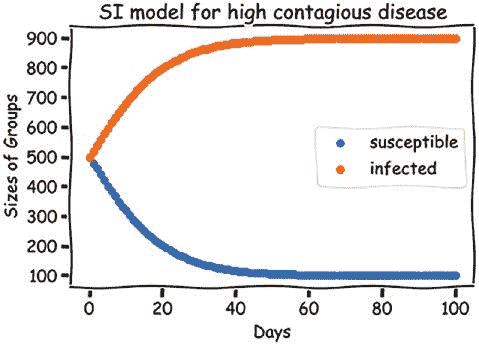 SI model for high contagious disease
Sizes of Groups
900
800
700
600
500
400
300
200
100
susceptible
infected
0 20 40 60 80 100
Days